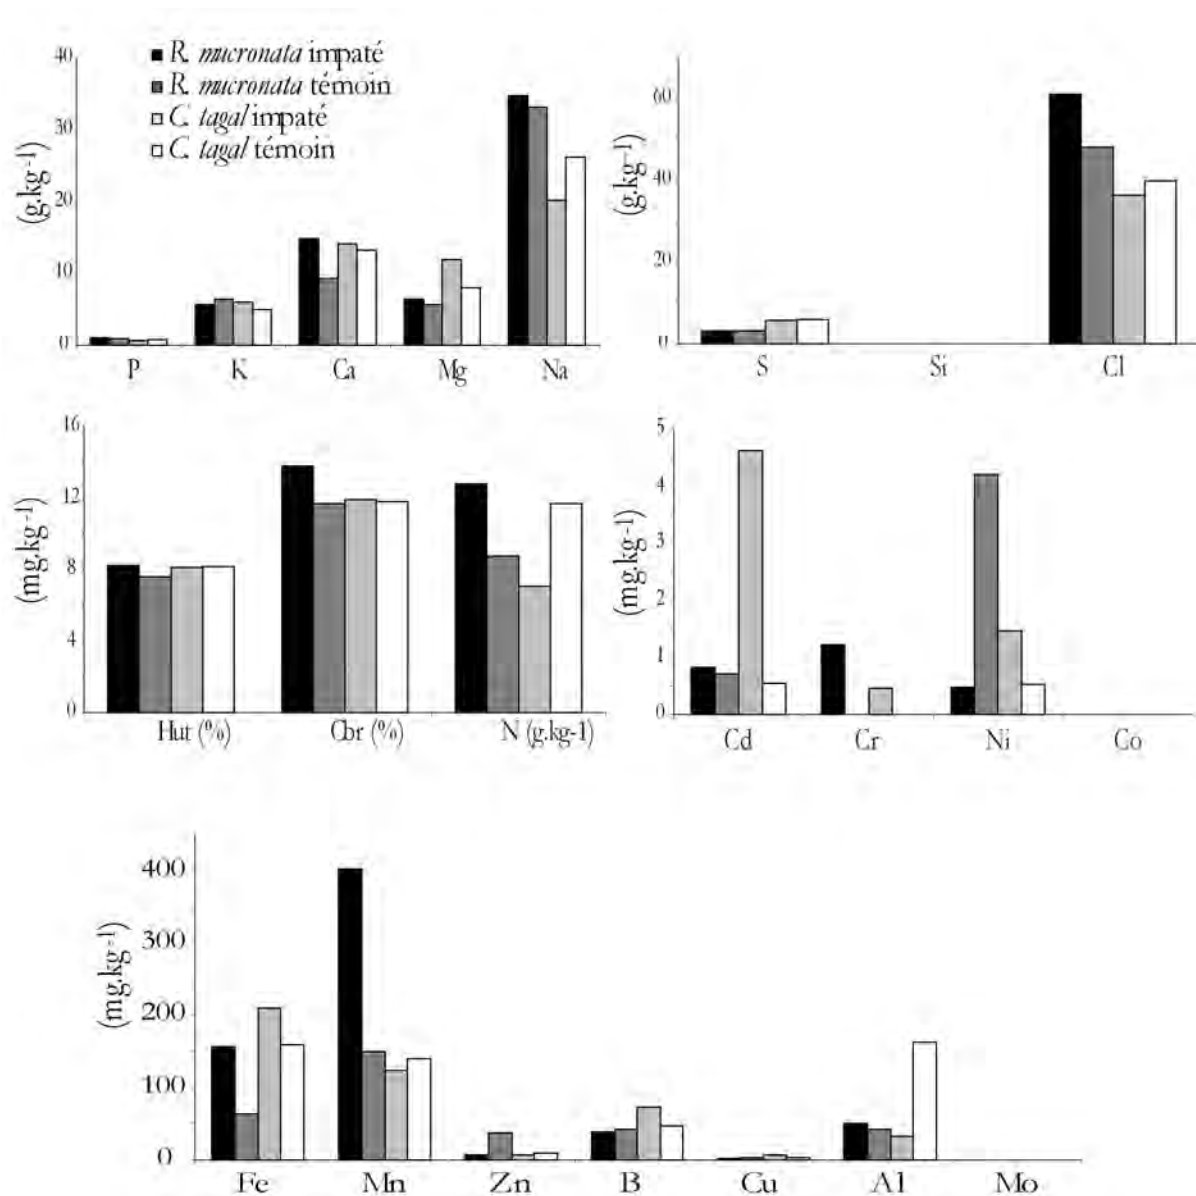 R. mucronata impaté
R. mucronata témoin
C. tagal impaté
C. tagal témoin
(g.kg-1)
40
30
20
10
0
P K Ca Mg Na
(g.kg-1)
60
40
20
0
S Si Cl
(mg.kg-1)
16
12
8
4
0
Hut (%) Cbr (%) N (g.kg-1)
(mg.kg-1)
5
4
3
2
1
0
Cd Cr Ni Co
(mg.kg-1)
400
300
200
100
0
Fe Mn Zn B Cu Al Mo